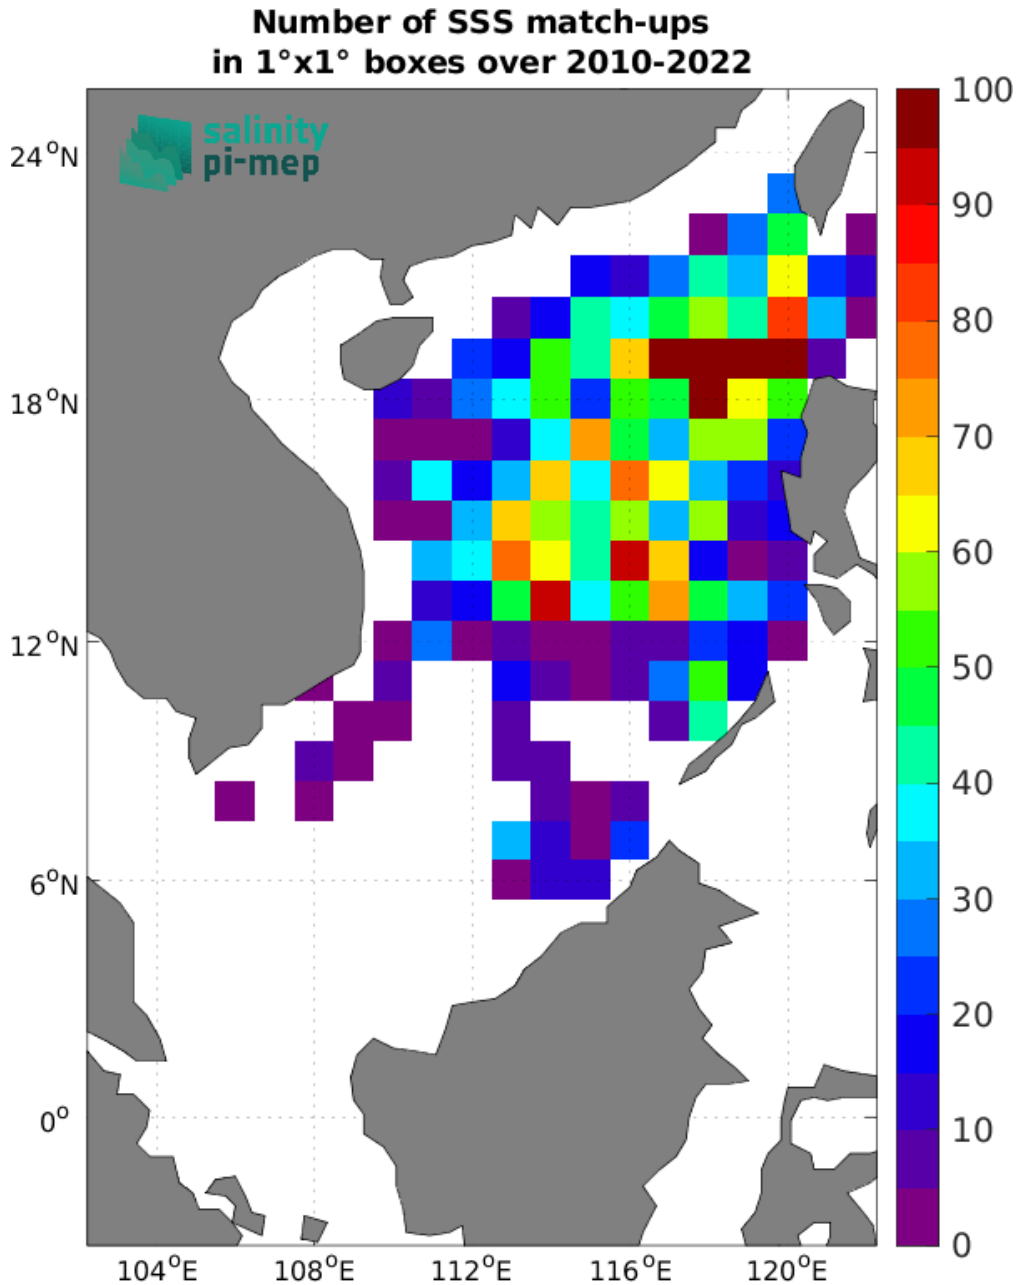 Number of SSS match-ups
in 1°x1° boxes over 2010-2022
salinity
pi-mep
24°N
18°N
12°N
6°N
0°
104°E
108°E
112°E
116°E
120°E
100
90
80
70
60
50
40
30
20
10
0